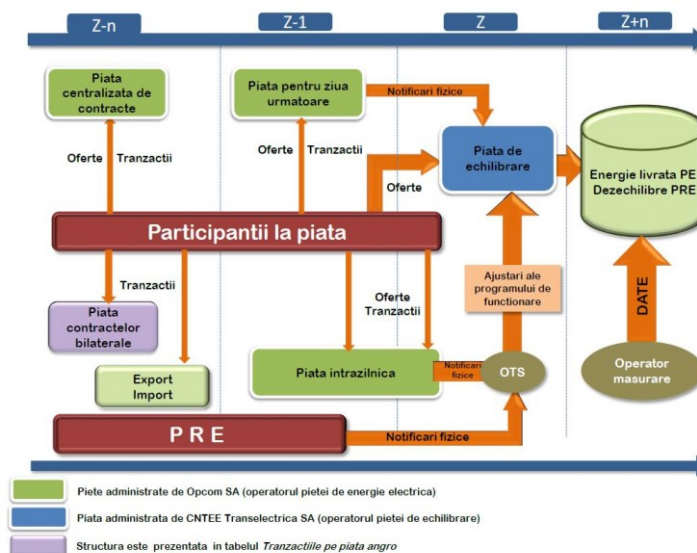 Z-n
Z-1
Z
Z+n
Piata
centralizata de
contracte
Piata pentru ziua
urmatoare
Notificari fizice
Piata de
echilibrare
Energie livrata PE
Dezechilibre PRE
Oferte
Tranzactii
Oferte
Tranzactii
Oferte
Participantii la piata
Tranzactii
Piata
contractelor
bilaterale
Oferte
Tranzactii
Ajustari ale
programului de
functionare
DATE
Export
Import
Piata intrazilnica
Notificari
fizice
OTS
Operator
masurare
P R E
Notificari fizice
Piete administrate de Opcom SA (operatorul pietei de energie electrica)
Piata administrata de CNTEE Transelectrica SA (operatorul pietei de echilibrare)
Structura este prezentata in tabelul Tranzactiile pe piata angro